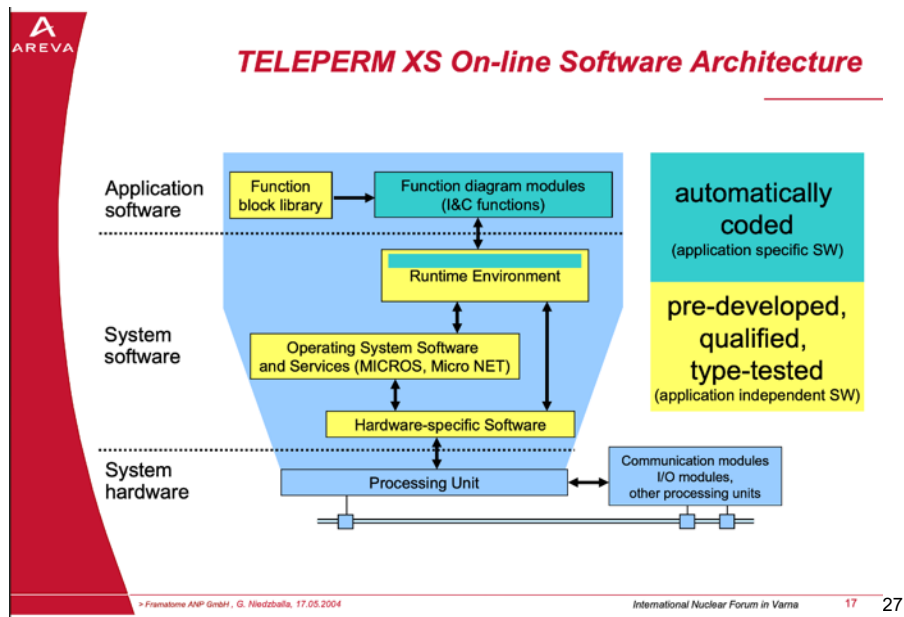 AREVA
TELEPERM XS On-line Software Architecture
Application
software
Function
block library
Function diagram modules
(I&C functions)
automatically
coded
(application specific SW)
Runtime Environment
System
software
Operating System Software
and Services (MICROS, Micro NET)
pre-developed,
qualified,
type-tested
(application independent SW)
Hardware-specific Software
System
hardware
Processing Unit
Communication modules
I/O modules,
other processing units
> Framatome ANP GmbH , G. Niedzballa, 17.05.2004
International Nuclear Forum in Varna
17
27